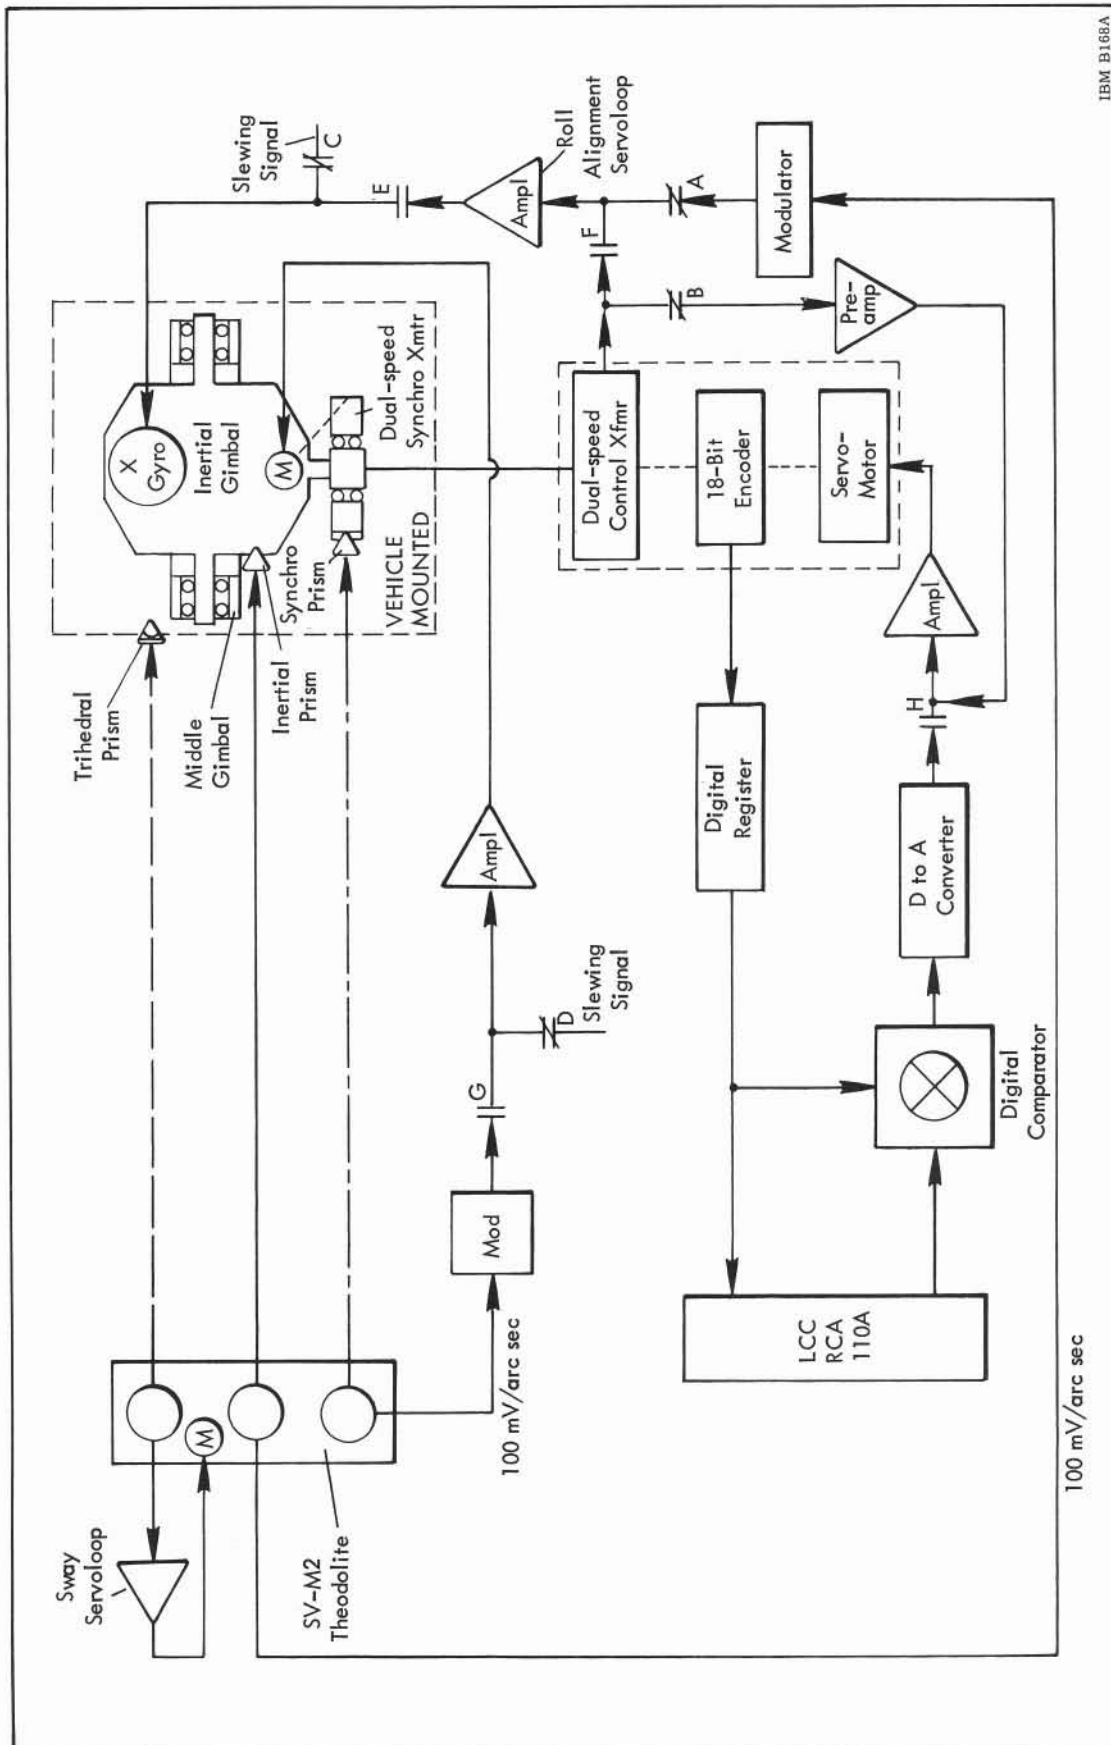 Sway
Servoloop
M
SV-M2
Theodolite
100 mV/arc sec
Mod
G
D
Slewing
Signal
Ampl
Trihedral
Prism
Middle
Gimbal
Inertial
Prism
Synchro
Prism
VEHICLE
MOUNTED
X
Gyro
Inertial
Gimbal
M
Dual-speed
Synchro Xmtr
Slewing
Signal
C
E
Ampl
Roll
Alignment
Servoloop
F
A
B
Modulator
Pre-
amp
Dual-speed
Control Xfmr
18-Bit
Encoder
Servo-
Motor
Ampl
H
Digital
Register
D to A
Converter
Digital
Comparator
LCC
RCA
110A
100 mV/arc sec
IBM B168A